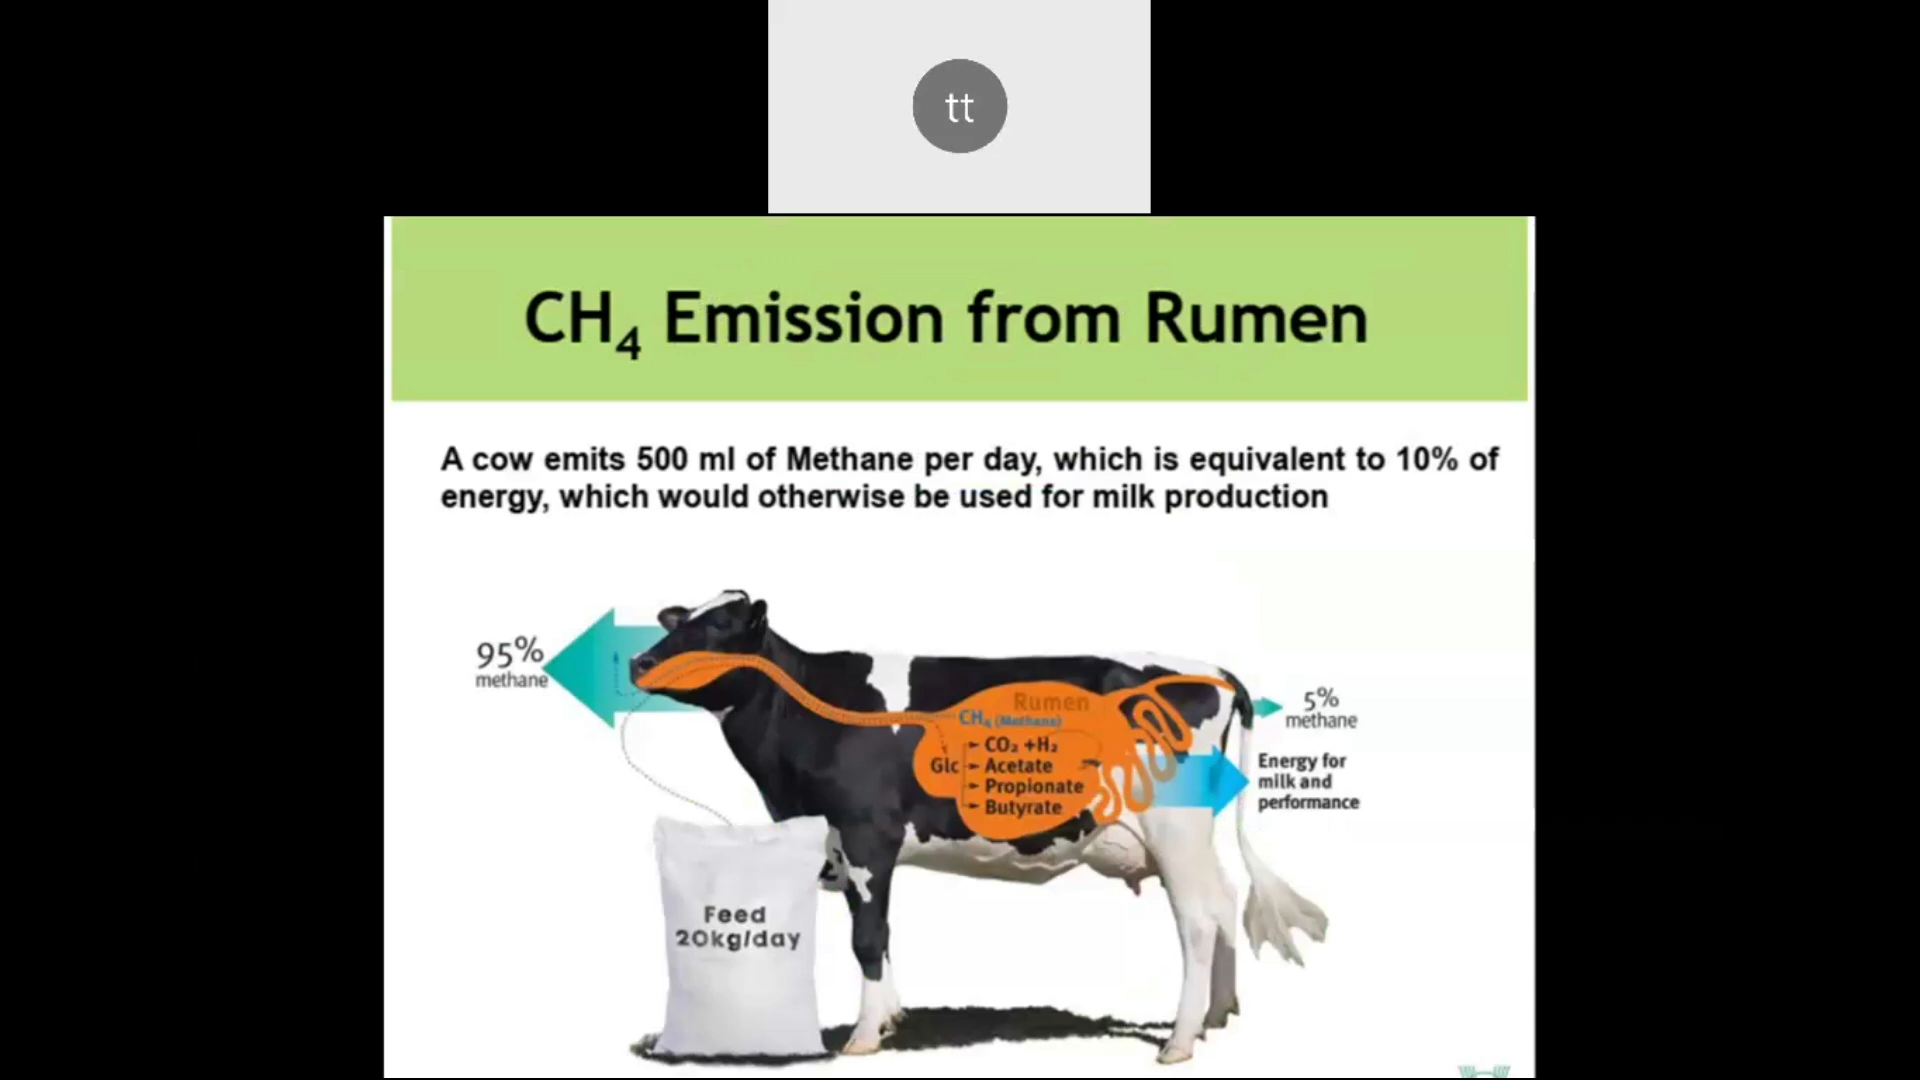 tt
CH₄ Emission from Rumen
A cow emits 500 ml of Methane per day, which is equivalent to 10% of
energy, which would otherwise be used for milk production
95%
methane
Rumen
CH₄ (Methane)
CO₂ +H₂
Glc
Acetate
Propionate
Butyrate
5%
methane
Energy for
milk and
performance
Feed
20kg/day